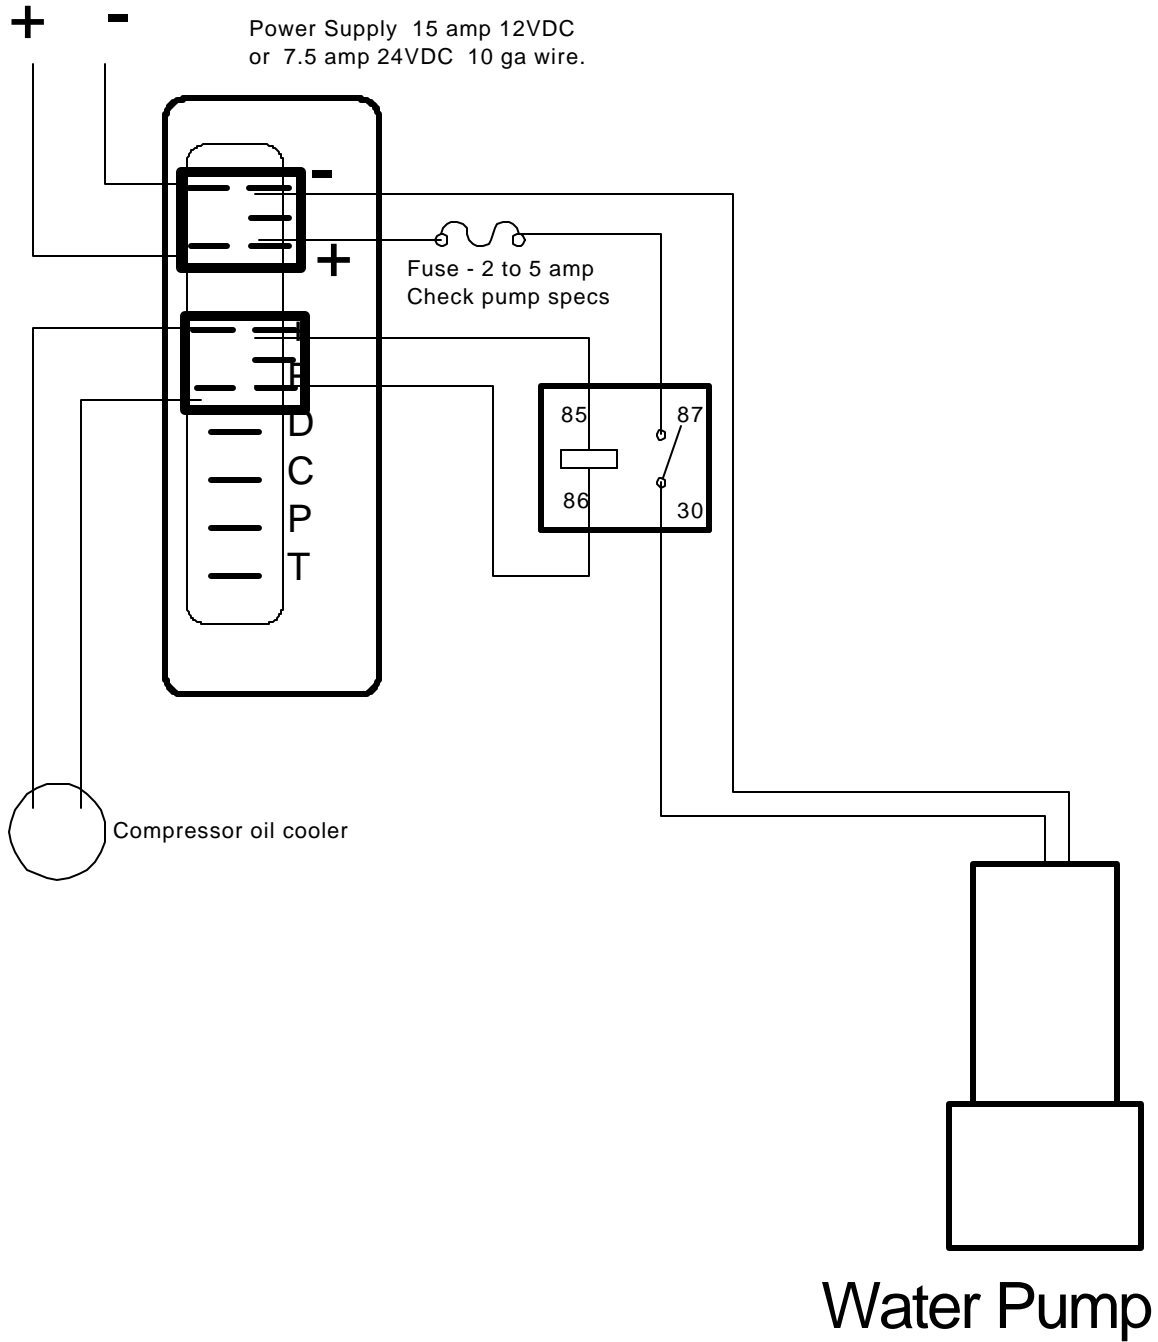 + -
Power Supply 15 amp 12VDC
or 7.5 amp 24VDC 10 ga wire.
-
+
Fuse - 2 to 5 amp
Check pump specs
F
D
C
P
T
85
87
86
30
Compressor oil cooler
Water Pump